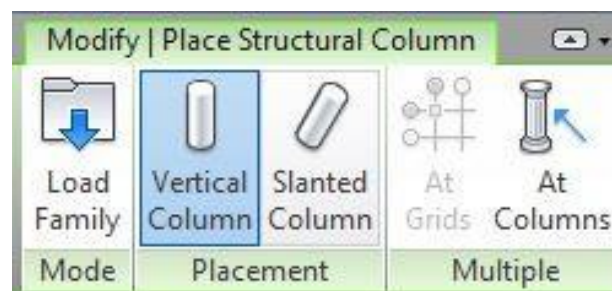 Modify | Place Structural Column
Load Family
Vertical Column
Slanted Column
At Grids
At Columns
Mode
Placement
Multiple